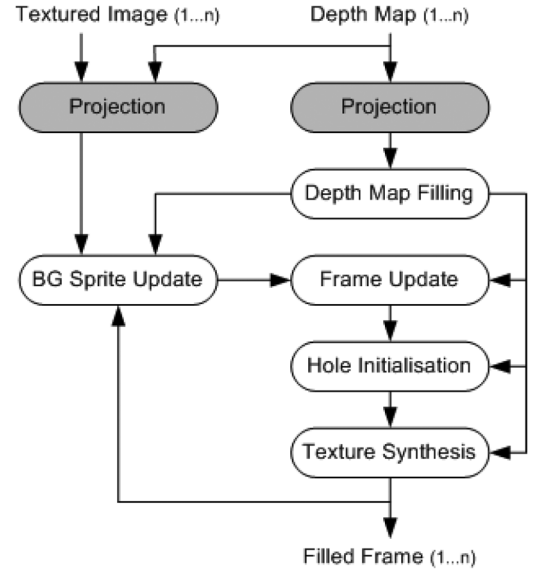 Textured Image (1...n)
Depth Map (1...n)
Projection
Projection
Depth Map Filling
BG Sprite Update
Frame Update
Hole Initialisation
Texture Synthesis
Filled Frame (1...n)